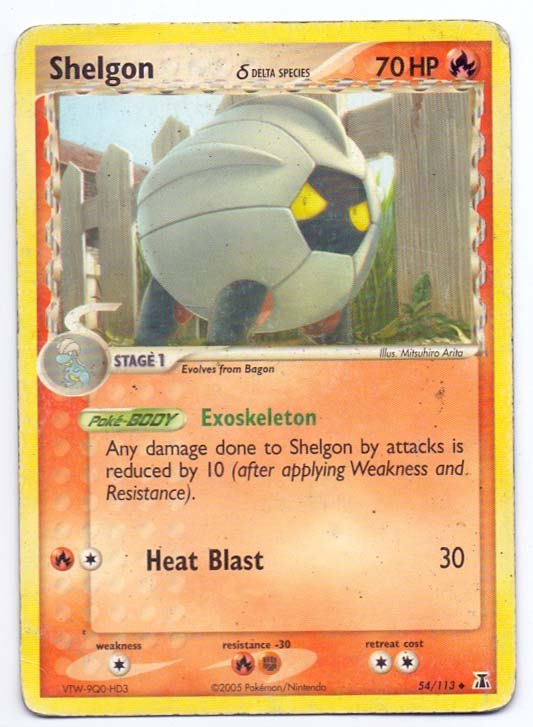 Shelgon δ DELTA SPECIES 70 HP
Illus. Mitsuhiro Arita
STAGE 1
Evolves from Bagon
Poké-BODY Exoskeleton
Any damage done to Shelgon by attacks is
reduced by 10 (after applying Weakness and
Resistance).
Heat Blast 30
weakness resistance -30 retreat cost
VTW-9Q0-HD3 ©2005 Pokémon/Nintendo 54/113 ◆